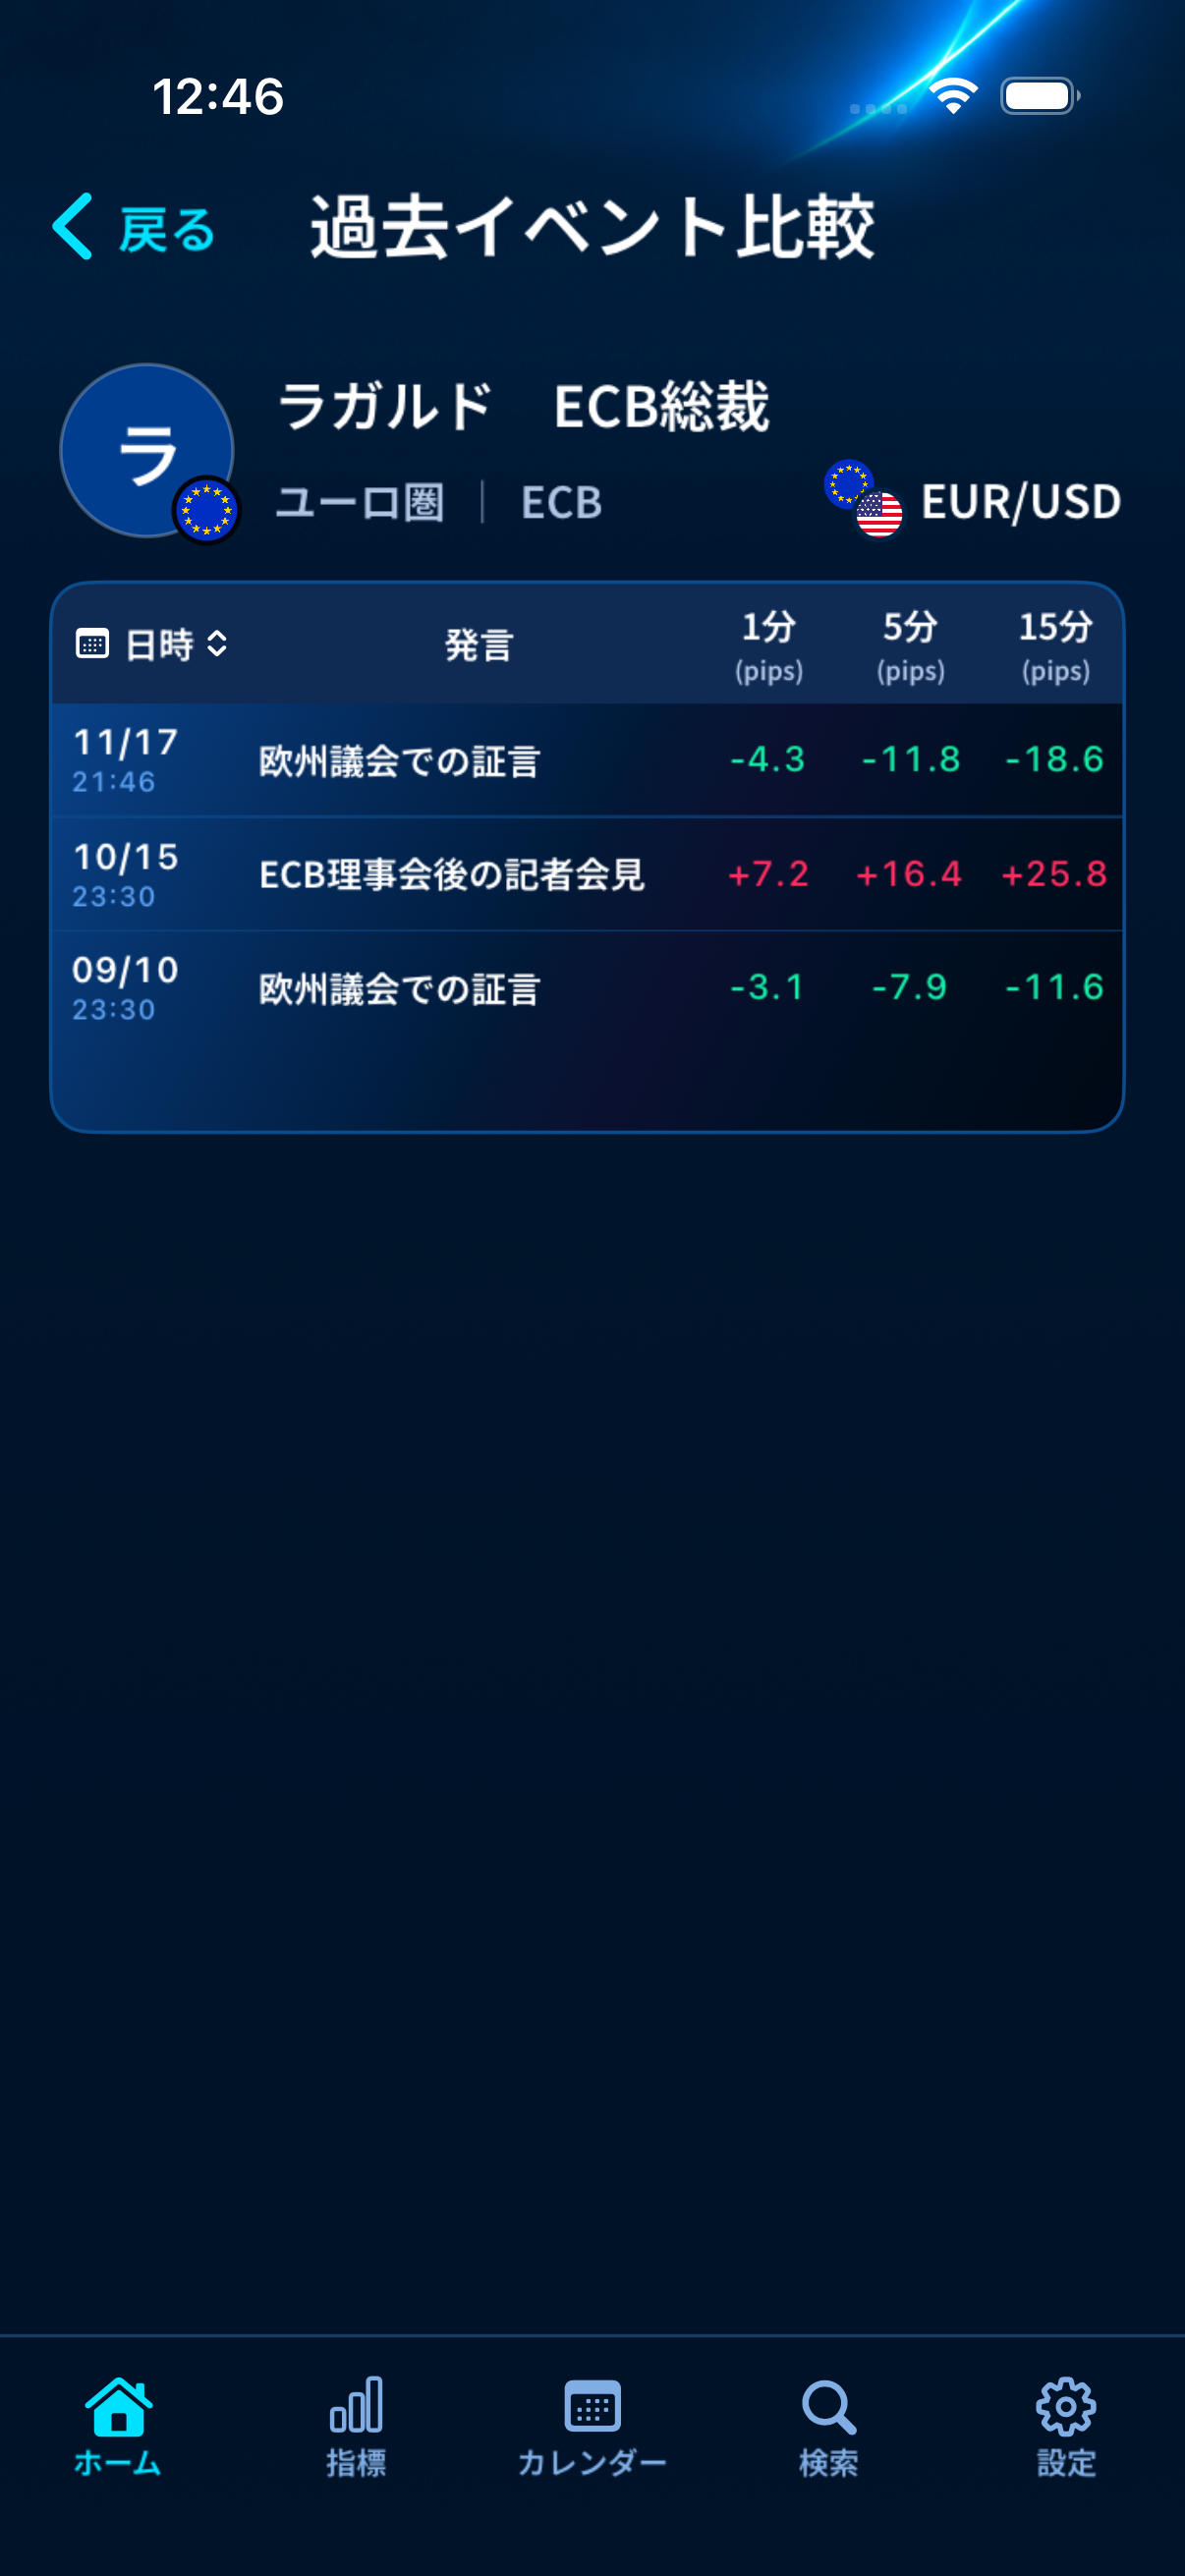 12:46
戻る 過去イベント比較
ラ
ラガルド ECB総裁
ユーロ圏 | ECB EUR/USD
日時 発言 1分 (pips) 5分 (pips) 15分 (pips)
11/17 21:46 欧州議会での証言 -4.3 -11.8 -18.6
10/15 23:30 ECB理事会後の記者会見 +7.2 +16.4 +25.8
09/10 23:30 欧州議会での証言 -3.1 -7.9 -11.6
ホーム 指標 カレンダー 検索 設定